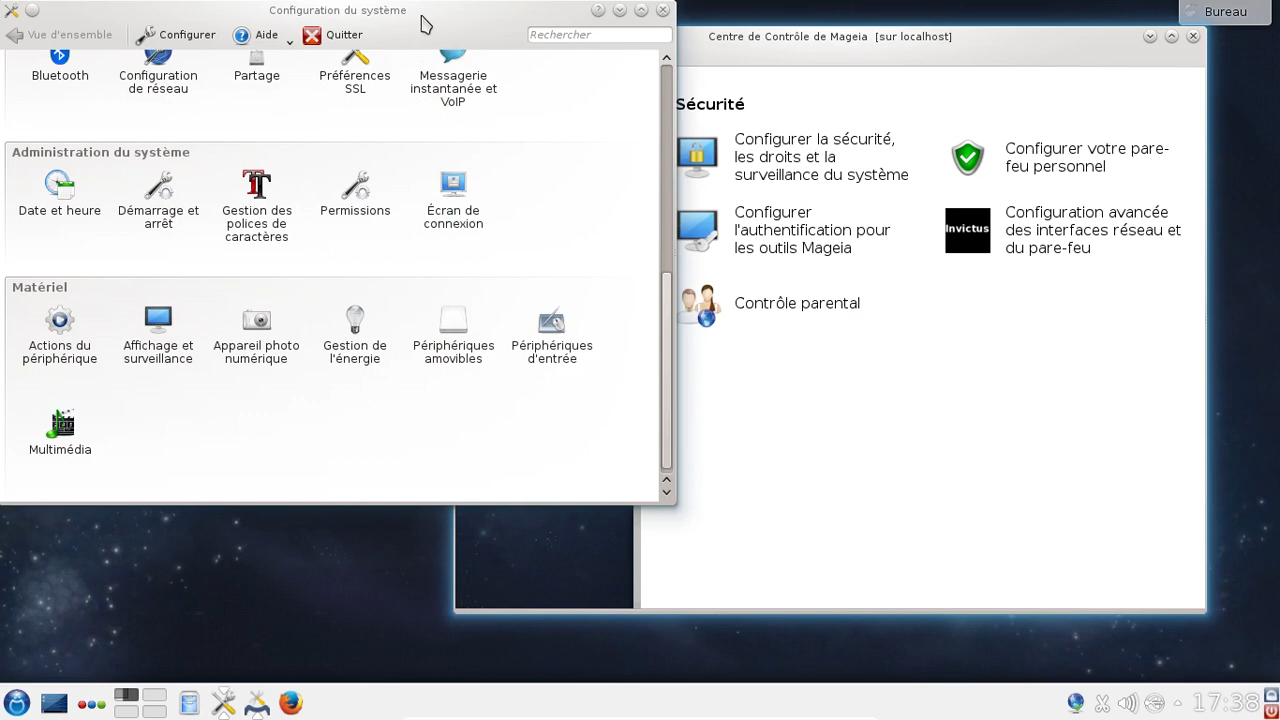 Configuration du système
Vue d'ensemble Configurer Aide Quitter Rechercher
Bluetooth
Configuration
de réseau
Partage
Préférences
SSL
Messagerie
instantanée et
VoIP
Administration du système
Date et heure
Démarrage et
arrêt
Gestion des
polices de
caractères
Permissions
Écran de
connexion
Matériel
Actions du
périphérique
Affichage et
surveillance
Appareil photo
numérique
Gestion de
l'énergie
Périphériques
amovibles
Périphériques
d'entrée
Multimédia
Bureau
Centre de Contrôle de Mageia [sur localhost]
Sécurité
Configurer la sécurité,
les droits et la
surveillance du système
Configurer votre pare-
feu personnel
Configurer
l'authentification pour
les outils Mageia
Invictus
Configuration avancée
des interfaces réseau et
du pare-feu
Contrôle parental
17:38